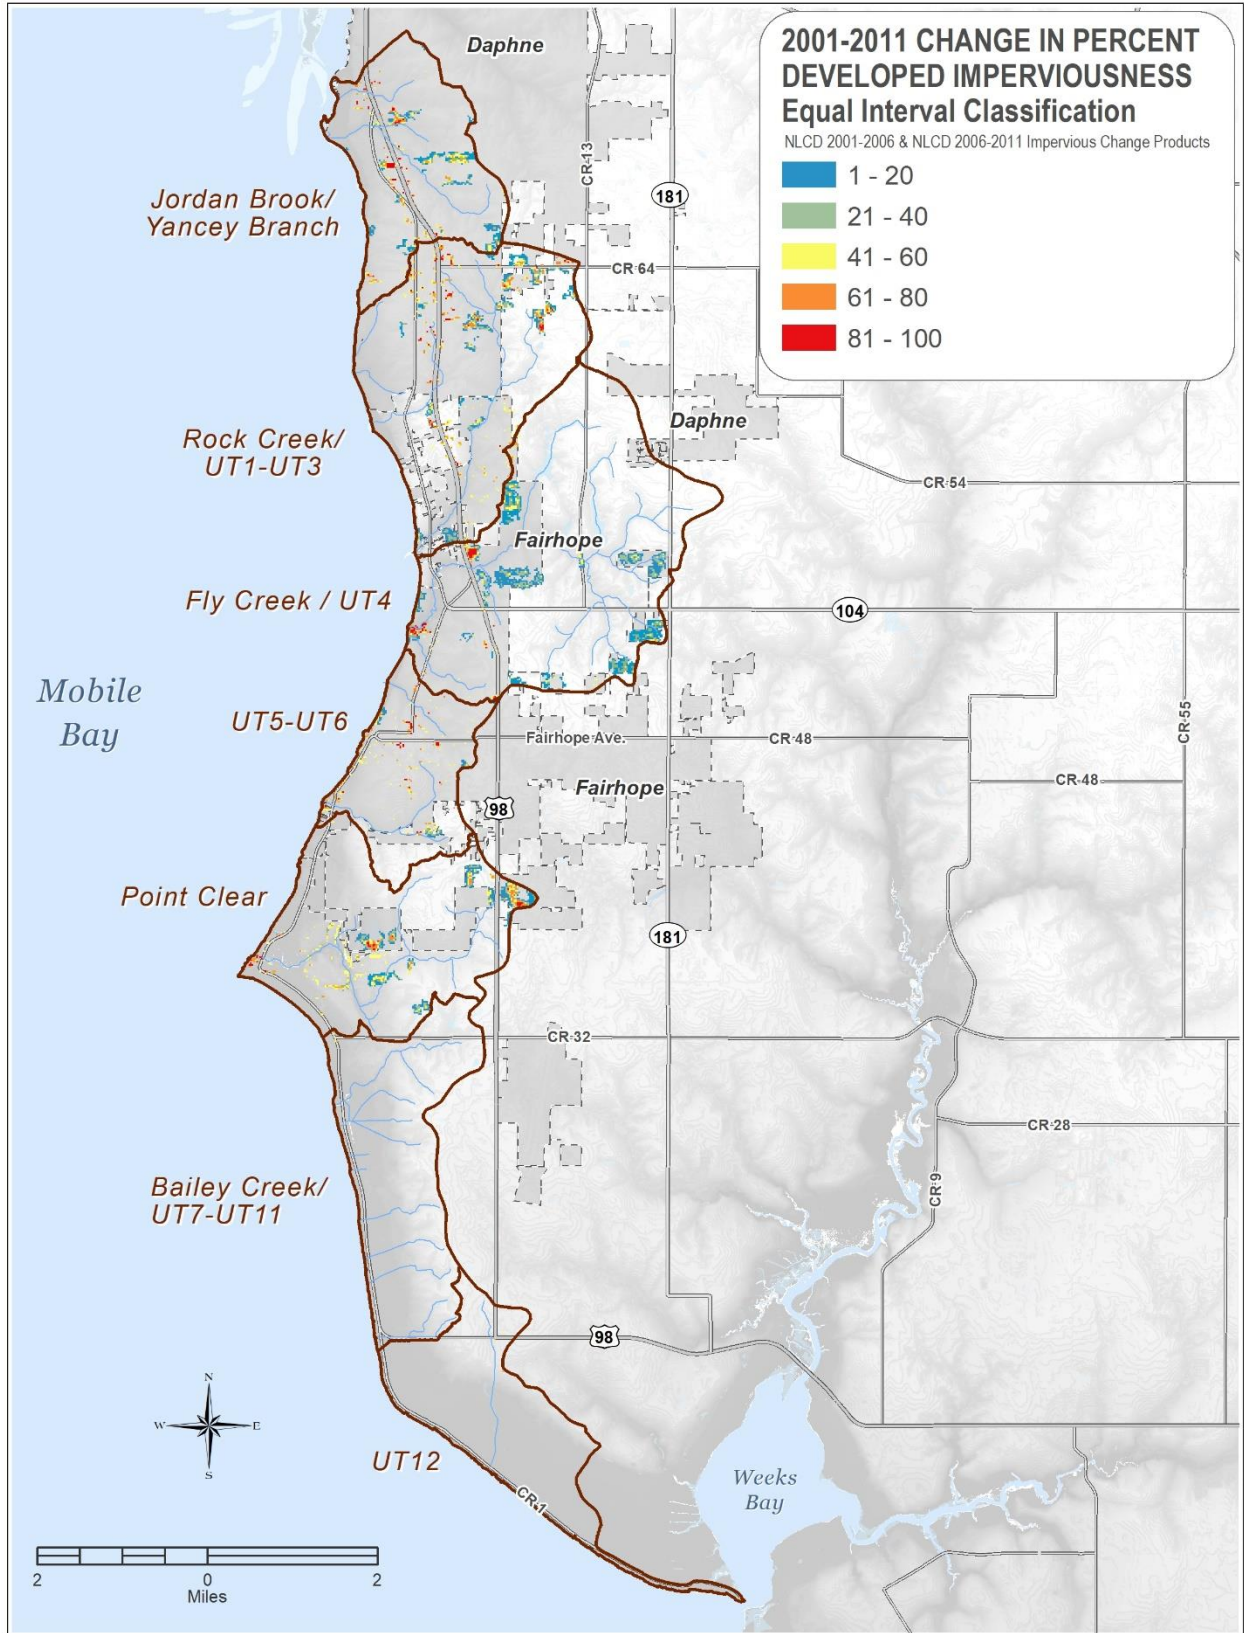 2001-2011 CHANGE IN PERCENT
DEVELOPED IMPERVIOUSNESS
Equal Interval Classification
NLCD 2001-2006 & NLCD 2006-2011 Impervious Change Products
1 - 20
21 - 40
41 - 60
61 - 80
81 - 100
Daphne
CR 13
181
Jordan Brook/
Yancey Branch
CR 64
Daphne
Rock Creek/
UT1-UT3
CR 54
Fairhope
Fly Creek / UT4
104
Mobile
Bay
UT5-UT6
CR 55
Fairhope Ave.
CR 48
CR 48
Fairhope
98
Point Clear
181
CR 32
CR 28
Bailey Creek/
UT7-UT11
CR 9
98
N
W
E
S
UT12
CR 1
Weeks
Bay
2
0
2
Miles